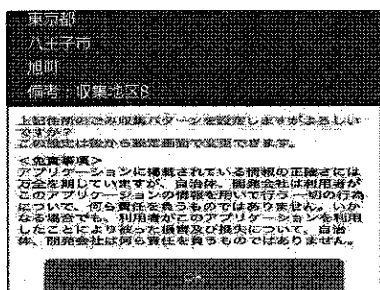 東京都
八王子市
旭町
備考：収集地区8
上記住所のごみ収集パターンを設定しますがよろしい
ですか？
この設定は後から設定画面で変更できます。
＜免責事項＞
アプリケーションに掲載されている情報の正確さには
万全を期していますが、自治体、開発会社は利用者が
このアプリケーションの情報を用いて行う一切の行為
について、何ら責任を負うものではありません。いか
なる場合でも、利用者がこのアプリケーションを利用
したことにより被った損害及び損失について、自治
体、開発会社は何ら責任を負うものではありません。